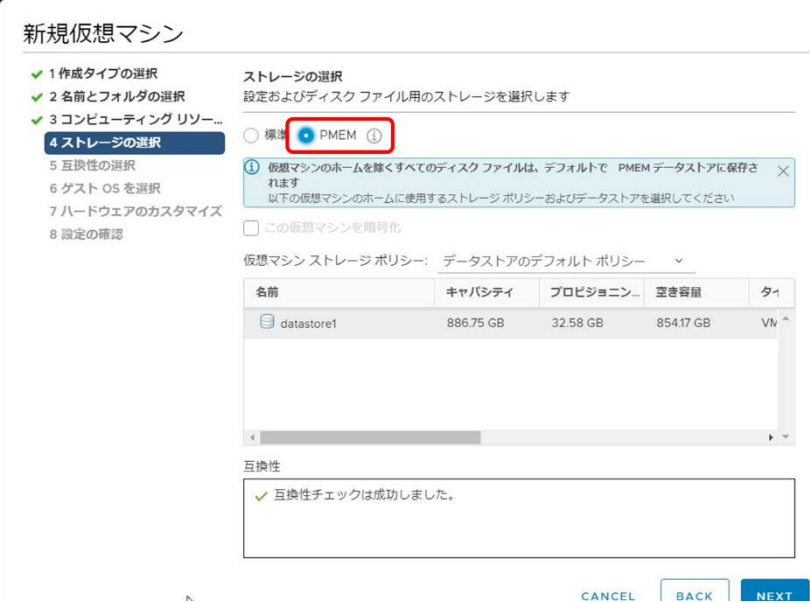 新規仮想マシン
1 作成タイプの選択
2 名前とフォルダの選択
3 コンピューティング リソー...
4 ストレージの選択
5 互換性の選択
6 ゲスト OS を選択
7 ハードウェアのカスタマイズ
8 設定の確認
ストレージの選択
設定およびディスク ファイル用のストレージを選択します
標準 PMEM
仮想マシンのホームを除くすべてのディスク ファイルは、デフォルトで PMEM データストアに保存さ
れます
以下の仮想マシンのホームに使用するストレージ ポリシーおよびデータストアを選択してください
この仮想マシンを暗号化
仮想マシン ストレージ ポリシー: データストアのデフォルト ポリシー
名前 キャパシティ プロビジョニン... 空き容量 タイ
datastore1 886.75 GB 32.58 GB 854.17 GB VM
互換性
互換性チェックは成功しました。
CANCEL BACK NEXT